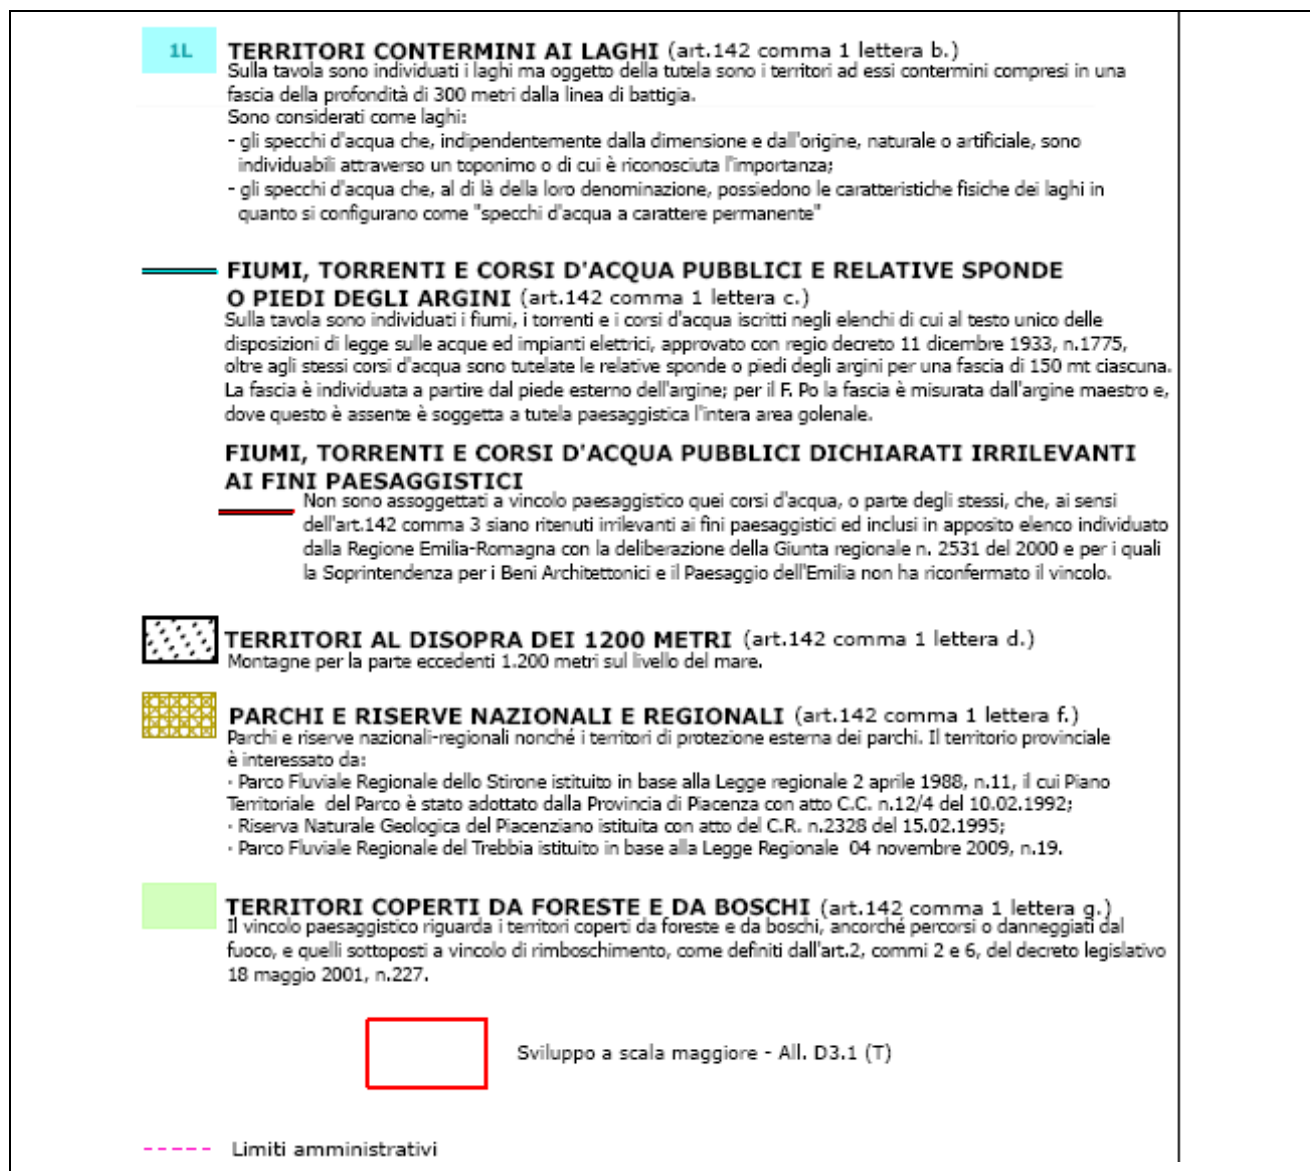 1L
TERRITORI CONTERMINI AI LAGHI (art.142 comma 1 lettera b.)
Sulla tavola sono individuati i laghi ma oggetto della tutela sono i territori ad essi contermini compresi in una
fascia della profondità di 300 metri dalla linea di battigia.
Sono considerati come laghi:
- gli specchi d'acqua che, indipendentemente dalla dimensione e dall'origine, naturale o artificiale, sono
individuabili attraverso un toponimo o di cui è riconosciuta l'importanza;
- gli specchi d'acqua che, al di là della loro denominazione, possiedono le caratteristiche fisiche dei laghi in
quanto si configurano come "specchi d'acqua a carattere permanente"
FIUMI, TORRENTI E CORSI D'ACQUA PUBBLICI E RELATIVE SPONDE
O PIEDI DEGLI ARGINI (art.142 comma 1 lettera c.)
Sulla tavola sono individuati i fiumi, i torrenti e i corsi d'acqua iscritti negli elenchi di cui al testo unico delle
disposizioni di legge sulle acque ed impianti elettrici, approvato con regio decreto 11 dicembre 1933, n.1775,
oltre agli stessi corsi d'acqua sono tutelate le relative sponde o piedi degli argini per una fascia di 150 mt ciascuna.
La fascia è individuata a partire dal piede esterno dell'argine; per il F. Po la fascia è misurata dall'argine maestro e,
dove questo è assente è soggetta a tutela paesaggistica l'intera area golenale.
FIUMI, TORRENTI E CORSI D'ACQUA PUBBLICI DICHIARATI IRRILEVANTI
AI FINI PAESAGGISTICI
Non sono assoggettati a vincolo paesaggistico quei corsi d'acqua, o parte degli stessi, che, ai sensi
dell'art.142 comma 3 siano ritenuti irrilevanti ai fini paesaggistici ed inclusi in apposito elenco individuato
dalla Regione Emilia-Romagna con la deliberazione della Giunta regionale n. 2531 del 2000 e per i quali
la Soprintendenza per i Beni Architettonici e il Paesaggio dell'Emilia non ha riconfermato il vincolo.
TERRITORI AL DISOPRA DEI 1200 METRI (art.142 comma 1 lettera d.)
Montagne per la parte eccedenti 1.200 metri sul livello del mare.
PARCHI E RISERVE NAZIONALI E REGIONALI (art.142 comma 1 lettera f.)
Parchi e riserve nazionali-regionali nonché i territori di protezione esterna dei parchi. Il territorio provinciale
è interessato da:
· Parco Fluviale Regionale dello Stirone istituito in base alla Legge regionale 2 aprile 1988, n.11, il cui Piano
Territoriale del Parco è stato adottato dalla Provincia di Piacenza con atto C.C. n.12/4 del 10.02.1992;
· Riserva Naturale Geologica del Piacenziano istituita con atto del C.R. n.2328 del 15.02.1995;
· Parco Fluviale Regionale del Trebbia istituito in base alla Legge Regionale 04 novembre 2009, n.19.
TERRITORI COPERTI DA FORESTE E DA BOSCHI (art.142 comma 1 lettera g.)
Il vincolo paesaggistico riguarda i territori coperti da foreste e da boschi, ancorché percorsi o danneggiati dal
fuoco, e quelli sottoposti a vincolo di rimboschimento, come definiti dall'art.2, commi 2 e 6, del decreto legislativo
18 maggio 2001, n.227.
Sviluppo a scala maggiore - All. D3.1 (T)
Limiti amministrativi